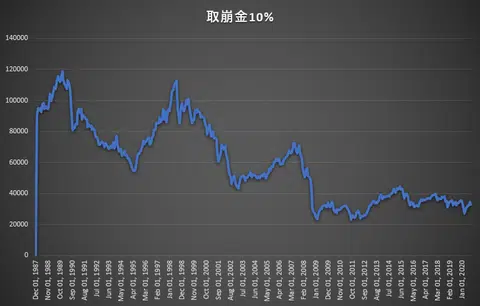 取崩金10%
140000
120000
100000
80000
60000
40000
20000
0
Dec 01, 1987
Nov 01, 1988
Oct 01, 1989
Sep 01, 1990
Aug 01, 1991
Jul 01, 1992
Jun 01, 1993
May 01, 1994
Apr 01, 1995
Mar 01, 1996
Feb 01, 1997
Jan 01, 1998
Dec 01, 1998
Nov 01, 1999
Oct 01, 2000
Sep 01, 2001
Aug 01, 2002
Jul 01, 2003
Jun 01, 2004
May 01, 2005
Apr 01, 2006
Mar 01, 2007
Feb 01, 2008
Jan 01, 2009
Dec 01, 2009
Nov 01, 2010
Oct 01, 2011
Sep 01, 2012
Aug 01, 2013
Jul 01, 2014
Jun 01, 2015
May 01, 2016
Apr 01, 2017
Mar 01, 2018
Feb 01, 2019
Jan 01, 2020